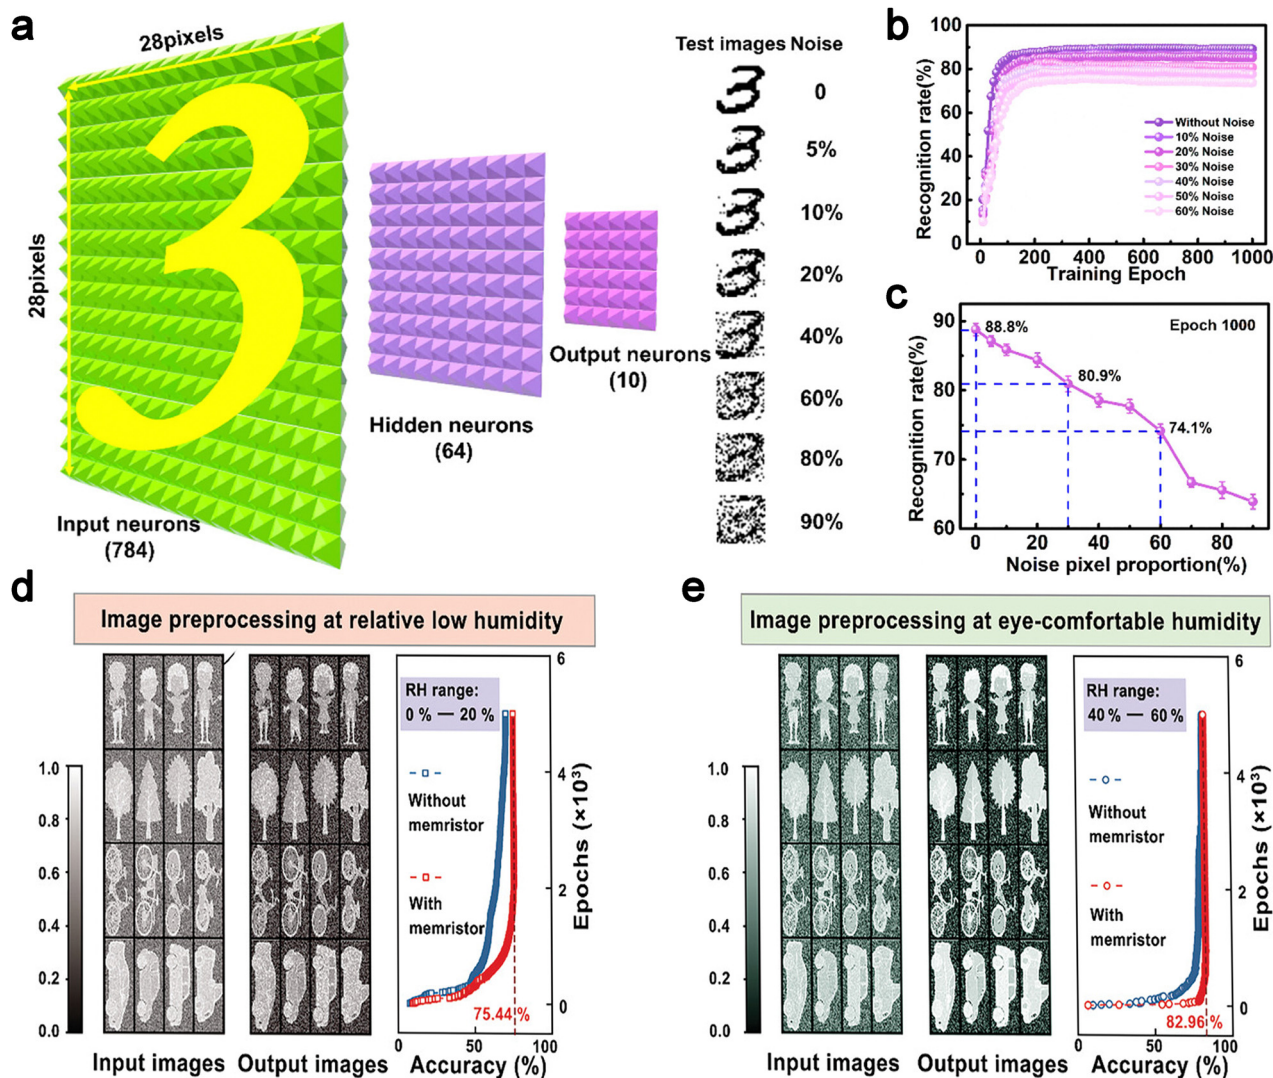 a
28pixels
28pixels
Input neurons
(784)
Hidden neurons
(64)
Output neurons
(10)
Test images Noise
0
5%
10%
20%
40%
60%
80%
90%
b
Recognition rate(%)
100
80
60
40
20
0
Without Noise
10% Noise
20% Noise
30% Noise
40% Noise
50% Noise
60% Noise
0 200 400 600 800 1000
Training Epoch
c
Recognition rate(%)
90
80
70
60
Epoch 1000
88.8%
80.9%
74.1%
0 20 40 60 80
Noise pixel proportion(%)
d
Image preprocessing at relative low humidity
1.0
0.8
0.6
0.4
0.2
0.0
Input images
Output images
RH range:
0 % — 20 %
Without
memristor
With
memristor
75.44 %
6
4
2
0
Epochs (×10³)
0 50 100
Accuracy (%)
e
Image preprocessing at eye-comfortable humidity
1.0
0.8
0.6
0.4
0.2
0.0
Input images
Output images
RH range:
40 % — 60 %
Without
memristor
With
memristor
82.96 %
6
4
2
0
Epochs (×10³)
0 50 100
Accuracy (%)